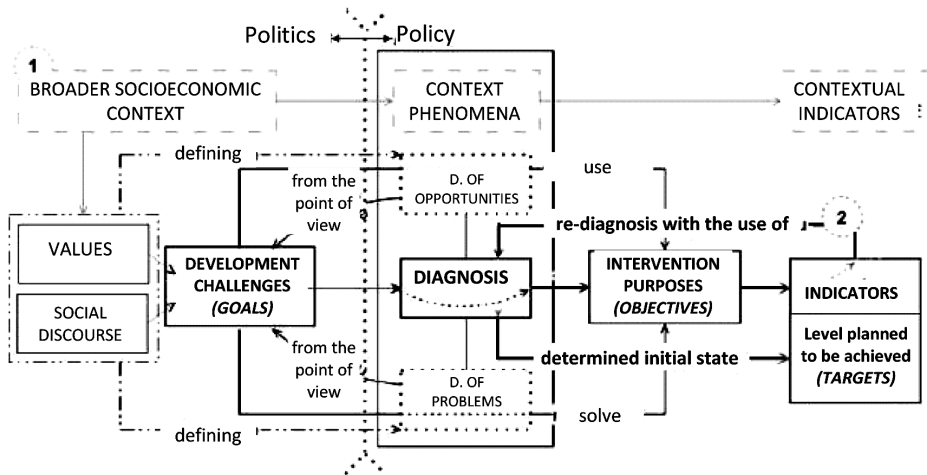 Politics
Policy
1
BROADER SOCIOECONOMIC
CONTEXT
CONTEXT
PHENOMENA
CONTEXTUAL
INDICATORS
defining
from the
point of
view
D. OF
OPPORTUNITIES
use
re-diagnosis with the use of
2
VALUES
SOCIAL
DISCOURSE
DEVELOPMENT
CHALLENGES
(GOALS)
DIAGNOSIS
INTERVENTION
PURPOSES
(OBJECTIVES)
INDICATORS
Level planned
to be achieved
(TARGETS)
determined initial state
from the
point of
view
D. OF
PROBLEMS
solve
defining